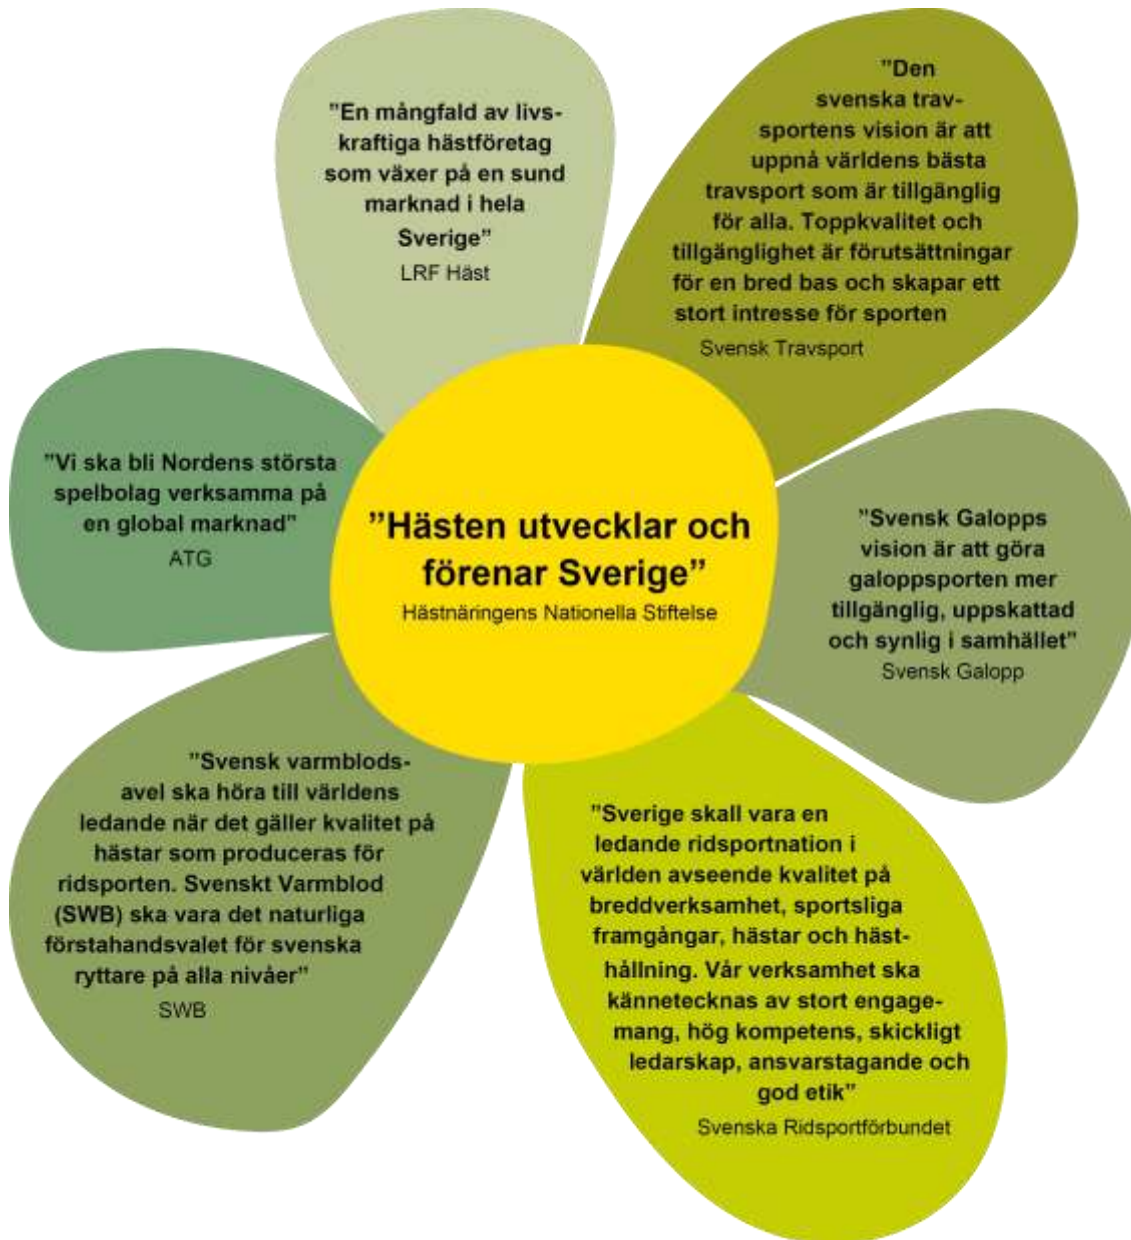 ”En mångfald av livs-
kraftiga hästföretag
som växer på en sund
marknad i hela
Sverige”
LRF Häst
”Den
svenska trav-
sportens vision är att
uppnå världens bästa
travsport som är tillgänglig
för alla. Toppkvalitet och
tillgänglighet är förutsättningar
för en bred bas och skapar ett
stort intresse för sporten
Svensk Travsport
”Vi ska bli Nordens största
spelbolag verksamma på
en global marknad”
ATG
”Hästen utvecklar och
förenar Sverige”
Hästnäringens Nationella Stiftelse
”Svensk Galopps
vision är att göra
galoppsporten mer
tillgänglig, uppskattad
och synlig i samhället”
Svensk Galopp
”Svensk varmblods-
avel ska höra till världens
ledande när det gäller kvalitet på
hästar som produceras för
ridsporten. Svenskt Varmblod
(SWB) ska vara det naturliga
förstahandsvalet för svenska
ryttare på alla nivåer”
SWB
”Sverige skall vara en
ledande ridsportnation i
världen avseende kvalitet på
breddverksamhet, sportsliga
framgångar, hästar och häst-
hållning. Vår verksamhet ska
kännetecknas av stort engage-
mang, hög kompetens, skickligt
ledarskap, ansvarstagande och
god etik”
Svenska Ridsportförbundet